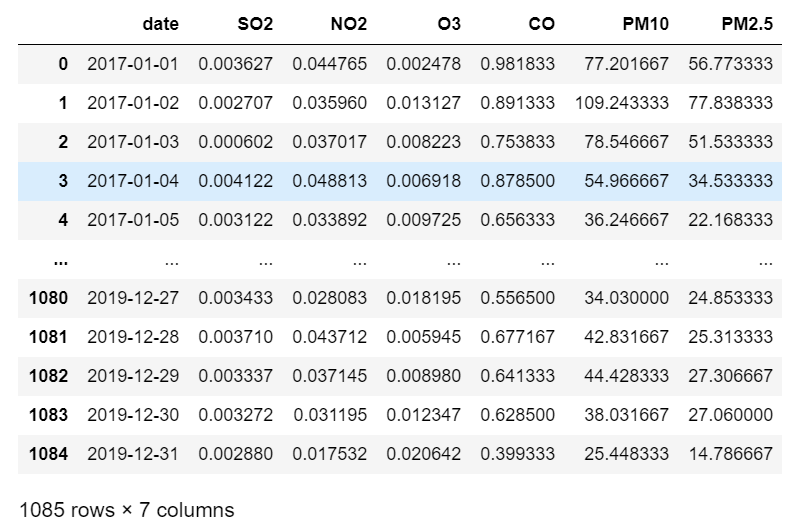 date SO2 NO2 O3 CO PM10 PM2.5
0 2017-01-01 0.003627 0.044765 0.002478 0.981833 77.201667 56.773333
1 2017-01-02 0.002707 0.035960 0.013127 0.891333 109.243333 77.838333
2 2017-01-03 0.000602 0.037017 0.008223 0.753833 78.546667 51.533333
3 2017-01-04 0.004122 0.048813 0.006918 0.878500 54.966667 34.533333
4 2017-01-05 0.003122 0.033892 0.009725 0.656333 36.246667 22.168333
... ... ... ... ... ... ... ...
1080 2019-12-27 0.003433 0.028083 0.018195 0.556500 34.030000 24.853333
1081 2019-12-28 0.003710 0.043712 0.005945 0.677167 42.831667 25.313333
1082 2019-12-29 0.003337 0.037145 0.008980 0.641333 44.428333 27.306667
1083 2019-12-30 0.003272 0.031195 0.012347 0.628500 38.031667 27.060000
1084 2019-12-31 0.002880 0.017532 0.020642 0.399333 25.448333 14.786667
1085 rows × 7 columns